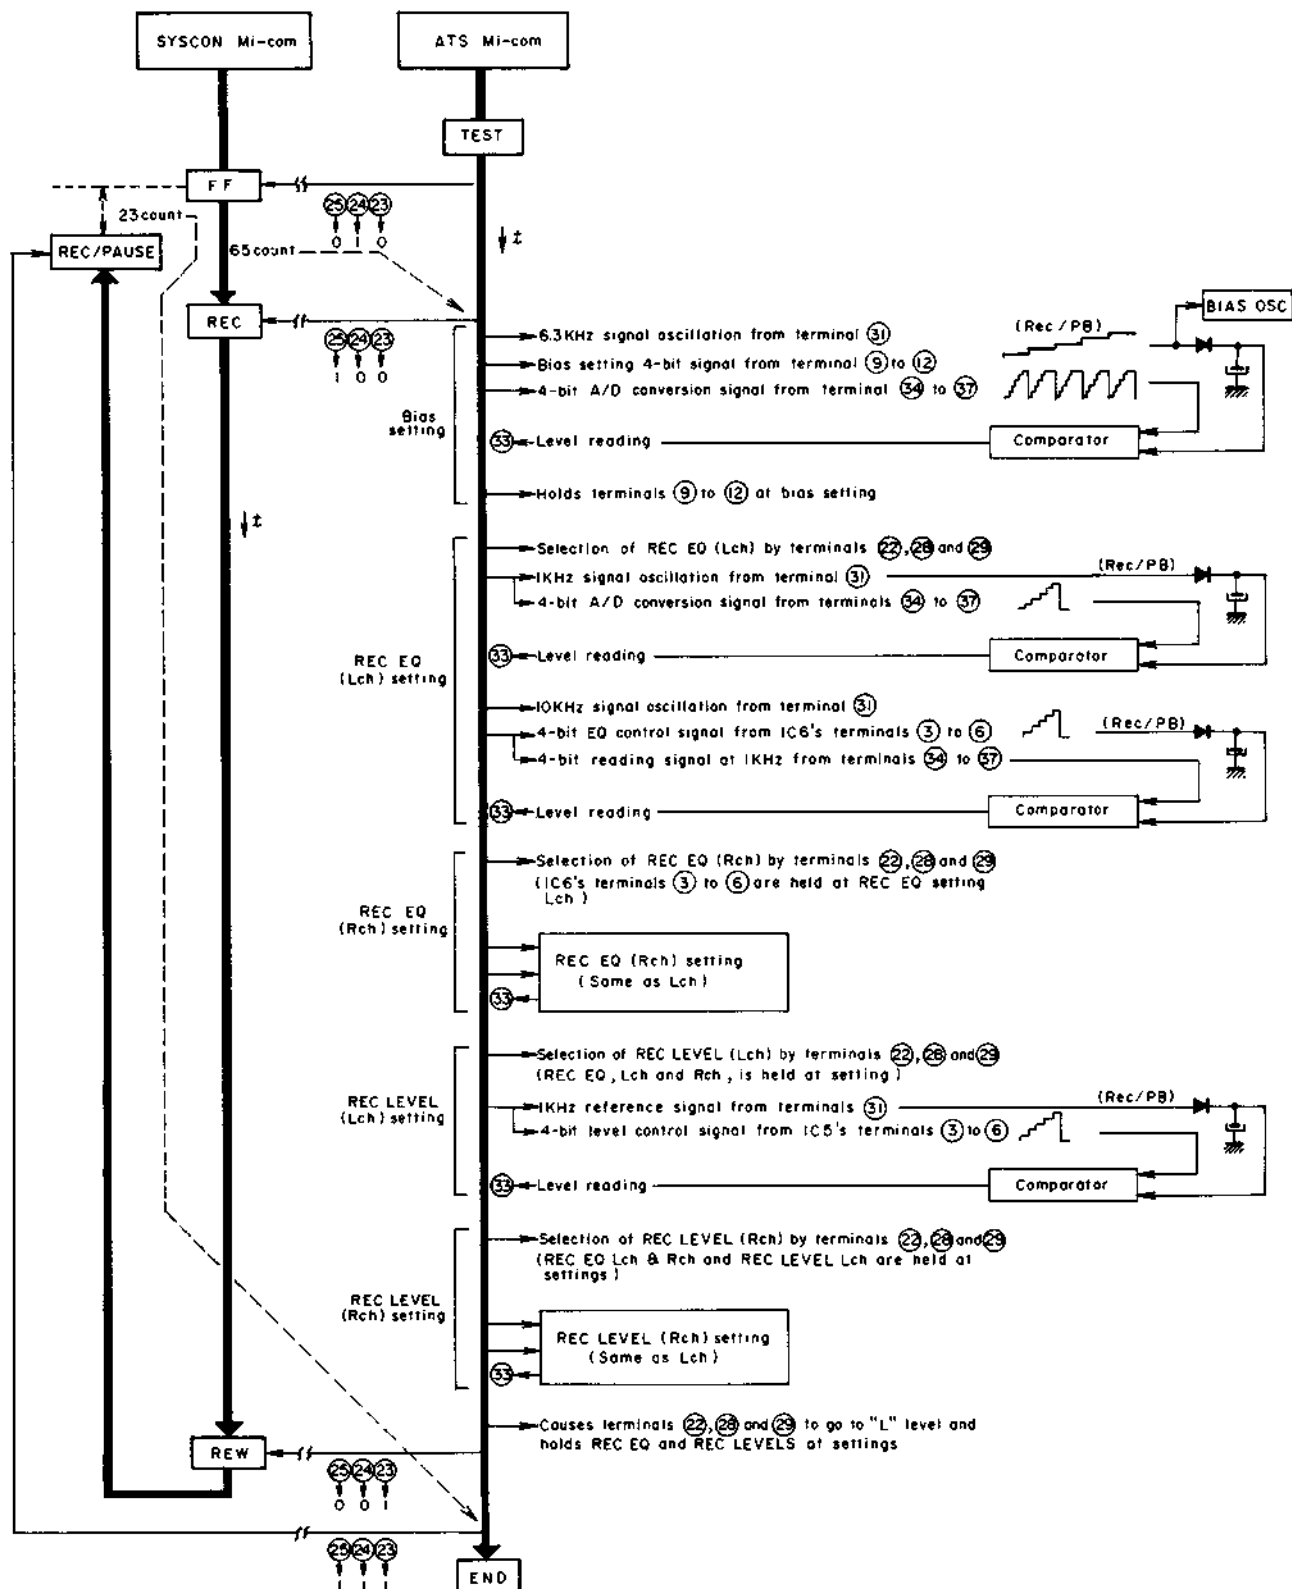 SYSCON Mi-com
ATS Mi-com
TEST
FF
25 24 23
0 1 0
23count
REC/PAUSE
65count
t
REC
25 24 23
1 0 0
6.3KHz signal oscillation from terminal 31
(Rec/PB)
BIAS OSC
Bias setting 4-bit signal from terminal 9 to 12
4-bit A/D conversion signal from terminal 34 to 37
Bias
setting
33 Level reading
Comparator
Holds terminals 9 to 12 at bias setting
t
Selection of REC EQ (Lch) by terminals 22, 28 and 29
1KHz signal oscillation from terminal 31
(Rec/PB)
4-bit A/D conversion signal from terminals 34 to 37
REC EQ
(Lch) setting
33 Level reading
Comparator
10KHz signal oscillation from terminal 31
4-bit EQ control signal from IC6's terminals 3 to 6
(Rec/PB)
4-bit reading signal at 1KHz from terminals 34 to 37
33 Level reading
Comparator
Selection of REC EQ (Rch) by terminals 22, 28 and 29
(IC6's terminals 3 to 6 are held at REC EQ setting
Lch)
REC EQ
(Rch) setting
REC EQ (Rch) setting
(Same as Lch)
33
Selection of REC LEVEL (Lch) by terminals 22, 28 and 29
(REC EQ, Lch and Rch, is held at setting)
REC LEVEL
(Lch) setting
1KHz reference signal from terminals 31
(Rec/PB)
4-bit level control signal from IC5's terminals 3 to 6
33 Level reading
Comparator
Selection of REC LEVEL (Rch) by terminals 22, 28 and 29
(REC EQ Lch & Rch and REC LEVEL Lch are held at
settings)
REC LEVEL
(Rch) setting
REC LEVEL (Rch) setting
(Same as Lch)
33
Causes terminals 22, 28 and 29 to go to "L" level and
holds REC EQ and REC LEVELS at settings
REW
25 24 23
0 0 1
25 24 23
1 1 1
END